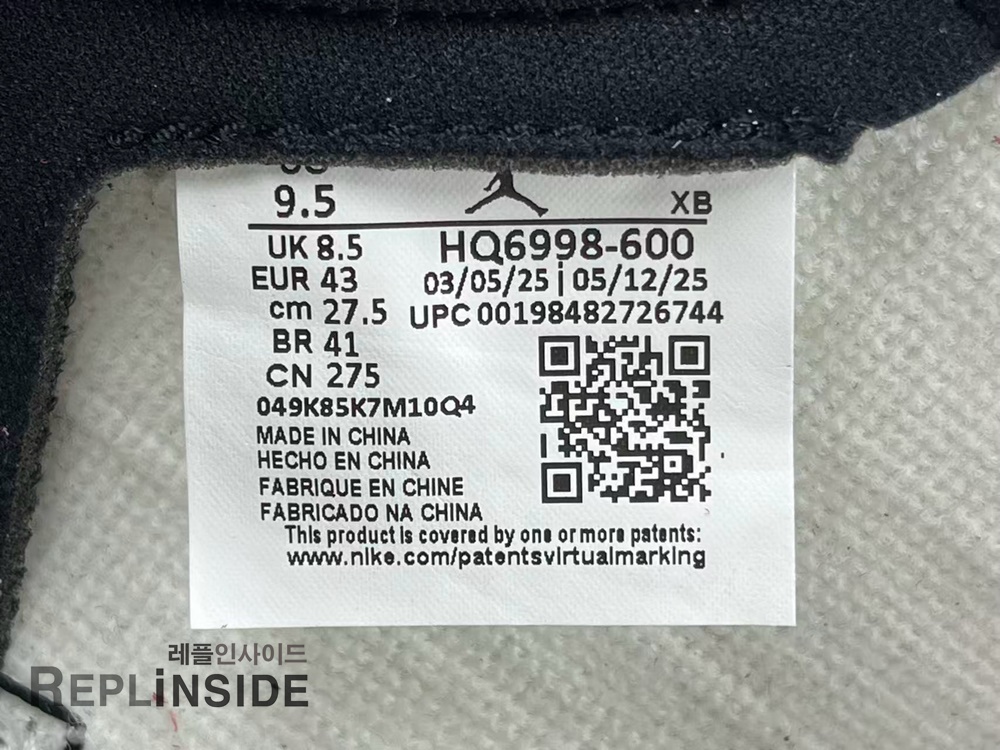 US
9.5
XB
UK 8.5
HQ6998-600
EUR 43
03/05/25 | 05/12/25
cm 27.5
UPC 00198482726744
BR 41
CN 275
049K85K7M10Q4
MADE IN CHINA
HECHO EN CHINA
FABRIQUE EN CHINE
FABRICADO NA CHINA
This product is covered by one or more patents:
www.nike.com/patentsvirtualmarking
레플인사이드
REPLiNSIDE